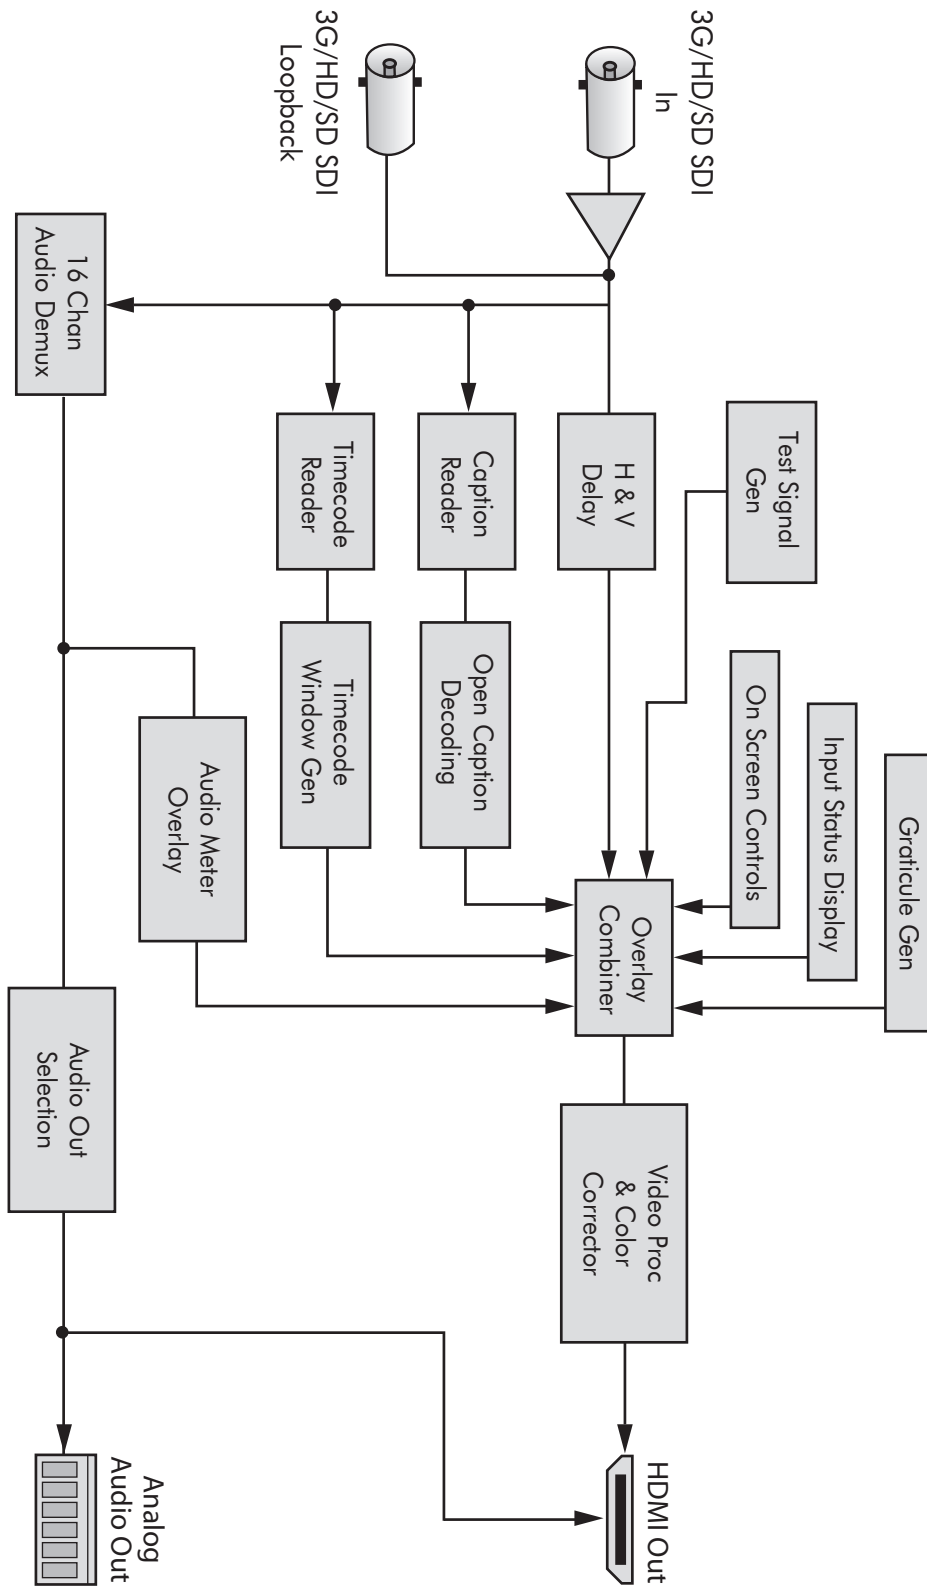 3G/HD/SD SDI
In
3G/HD/SD SDI
Loopback
Graticule Gen
Input Status Display
On Screen Controls
Test Signal
Gen
H & V
Delay
Caption
Reader
Open Caption
Decoding
Timecode
Reader
Timecode
Window Gen
16 Chan
Audio Demux
Audio Meter
Overlay
Overlay
Combiner
Video Proc
& Color
Corrector
HDMI Out
Audio Out
Selection
Analog
Audio Out